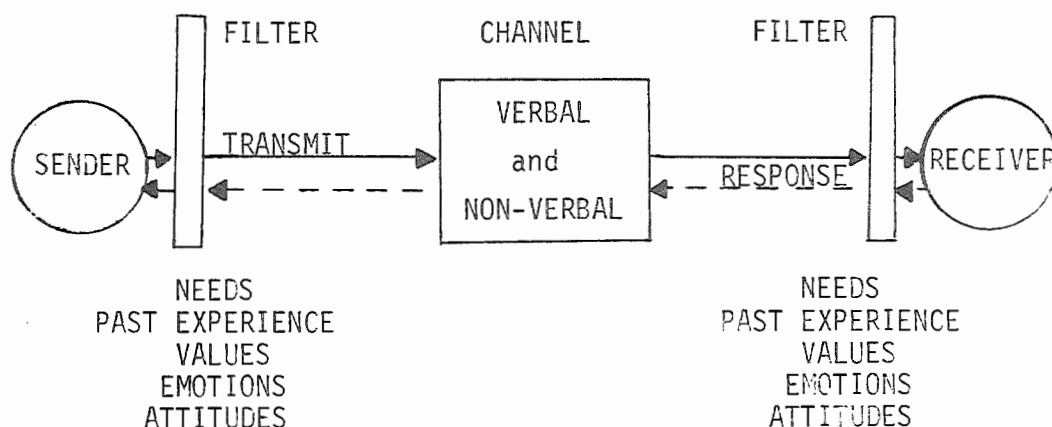 FILTER CHANNEL FILTER
VERBAL
TRANSMIT
SENDER and RECEIVER
RESPONSE
NON-VERBAL
NEEDS
PAST EXPERIENCE
VALUES
EMOTIONS
ATTITUDES
NEEDS
PAST EXPERIENCE
VALUES
EMOTIONS
ATTITUDES